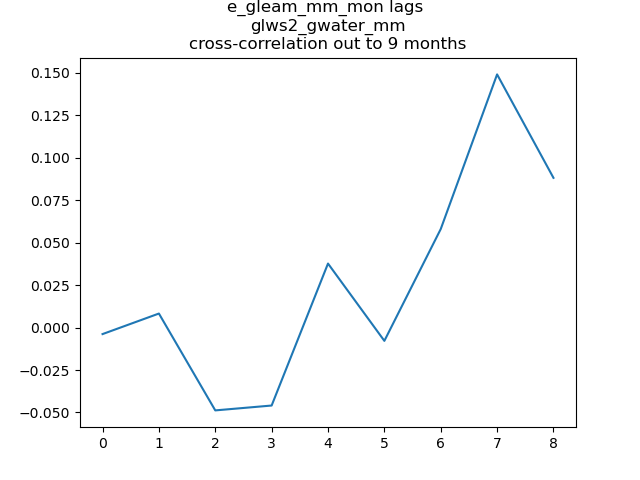 e_gleam_mm_mon lags
glws2_gwater_mm
cross-correlation out to 9 months
0.150
0.125
0.100
0.075
0.050
0.025
0.000
−0.025
−0.050
0 1 2 3 4 5 6 7 8